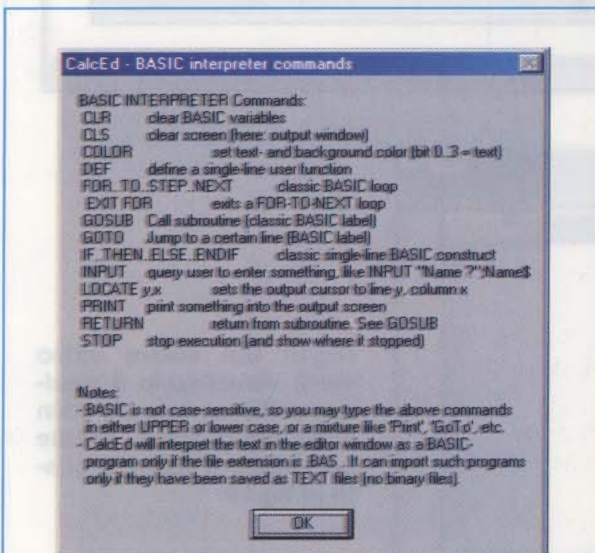 CalcEd - BASIC interpreter commands
BASIC INTERPRETER Commands:
CLR clear BASIC variables
CLS clear screen (here: output window)
COLOR set text- and background color (bit 0..3 = text)
DEF define a single-line user function
FOR..TO..STEP..NEXT classic BASIC loop
EXIT FOR exits a FOR-TO-NEXT loop
GOSUB Call subroutine (classic BASIC label)
GOTO Jump to a certain line (BASIC label)
IF..THEN..ELSE..ENDIF classic single-line BASIC construct
INPUT query user to enter something, like INPUT "Name ?";Name$
LOCATE y,x sets the output cursor to line y, column x
PRINT print something into the output screen
RETURN return from subroutine. See GOSUB
STOP stop execution (and show where it stopped)
Notes:
- BASIC is not case-sensitive, so you may type the above commands
in either UPPER or lower case, or a mixture like 'Print', 'GoTo', etc.
- CalcEd will interpret the text in the editor window as a BASIC-
program only if the file extension is .BAS . It can import such programs
only if they have been saved as TEXT files (no binary files).
OK